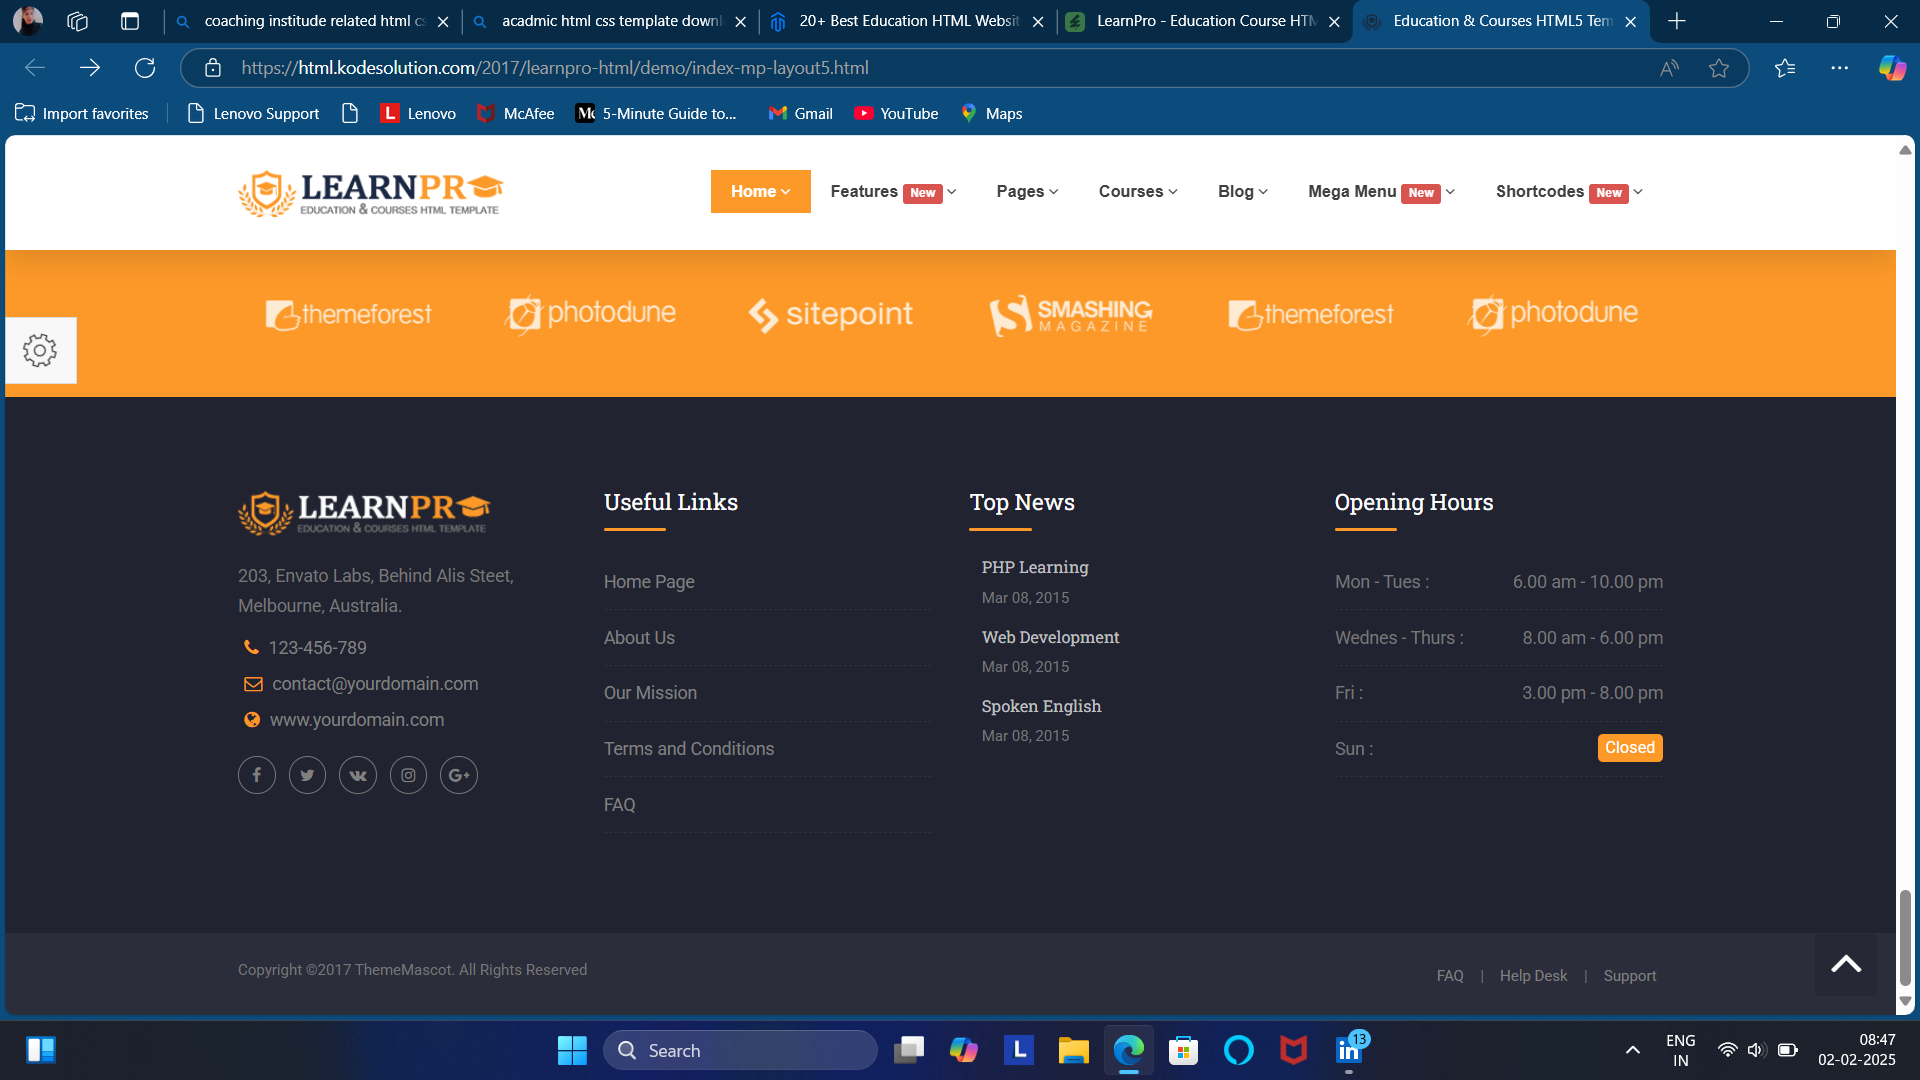 coaching institude related html cs
acadmic html css template downl
20+ Best Education HTML Websit
LearnPro - Education Course HTM
Education & Courses HTML5 Tem
https://html.kodesolution.com/2017/learnpro-html/demo/index-mp-layout5.html
Import favorites
Lenovo Support
L Lenovo
McAfee
5-Minute Guide to...
Gmail
YouTube
Maps
LEARNPRO
EDUCATION & COURSES HTML TEMPLATE
Home
Features New
Pages
Courses
Blog
Mega Menu New
Shortcodes New
themeforest
photodune
sitepoint
SMASHING
MAGAZINE
themeforest
photodune
LEARNPRO
EDUCATION & COURSES HTML TEMPLATE
203, Envato Labs, Behind Alis Steet,
Melbourne, Australia.
123-456-789
contact@yourdomain.com
www.yourdomain.com
Useful Links
Home Page
About Us
Our Mission
Terms and Conditions
FAQ
Top News
PHP Learning
Mar 08, 2015
Web Development
Mar 08, 2015
Spoken English
Mar 08, 2015
Opening Hours
Mon - Tues : 6.00 am - 10.00 pm
Wednes - Thurs : 8.00 am - 6.00 pm
Fri : 3.00 pm - 8.00 pm
Sun : Closed
Copyright ©2017 ThemeMascot. All Rights Reserved
FAQ | Help Desk | Support
Search
L
in 13
ENG
IN
08:47
02-02-2025